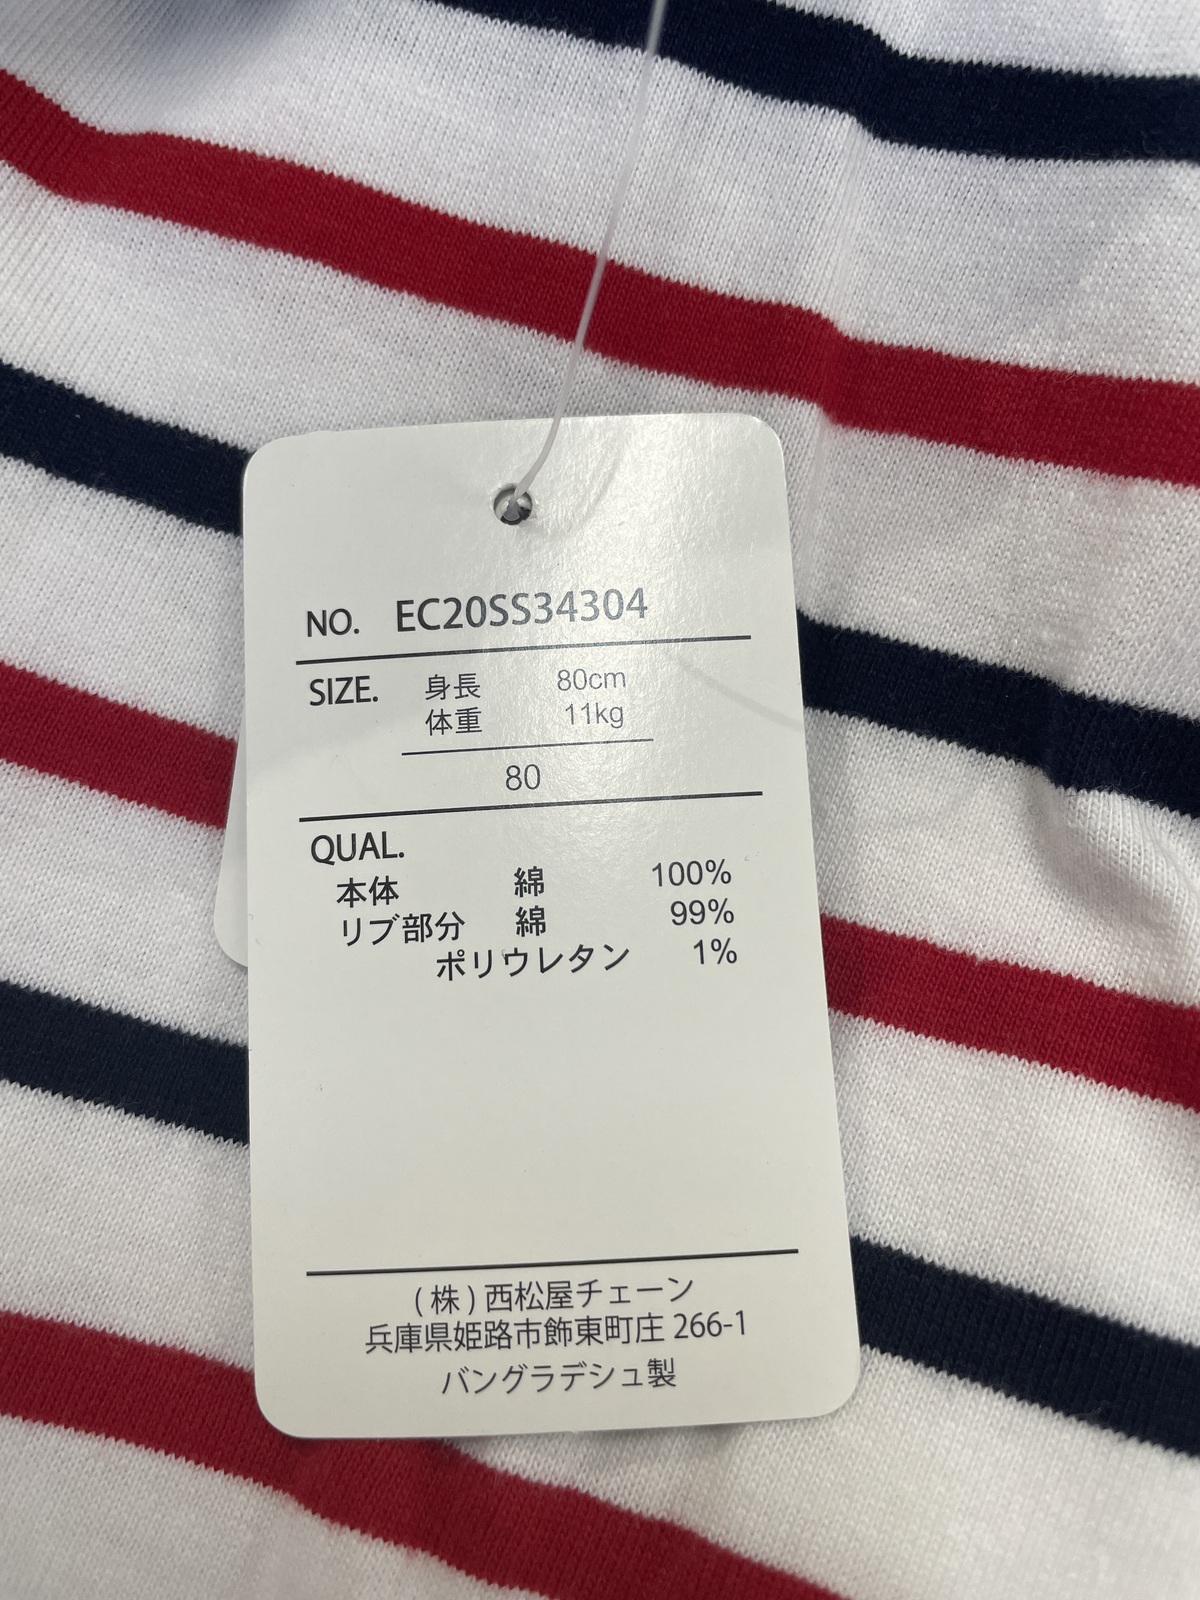 NO. EC20SS34304
SIZE. 身長 80cm
体重 11kg
80
QUAL.
本体 綿 100%
リブ部分 綿 99%
ポリウレタン 1%
(株)西松屋チェーン
兵庫県姫路市飾東町庄 266-1
バングラデシュ製